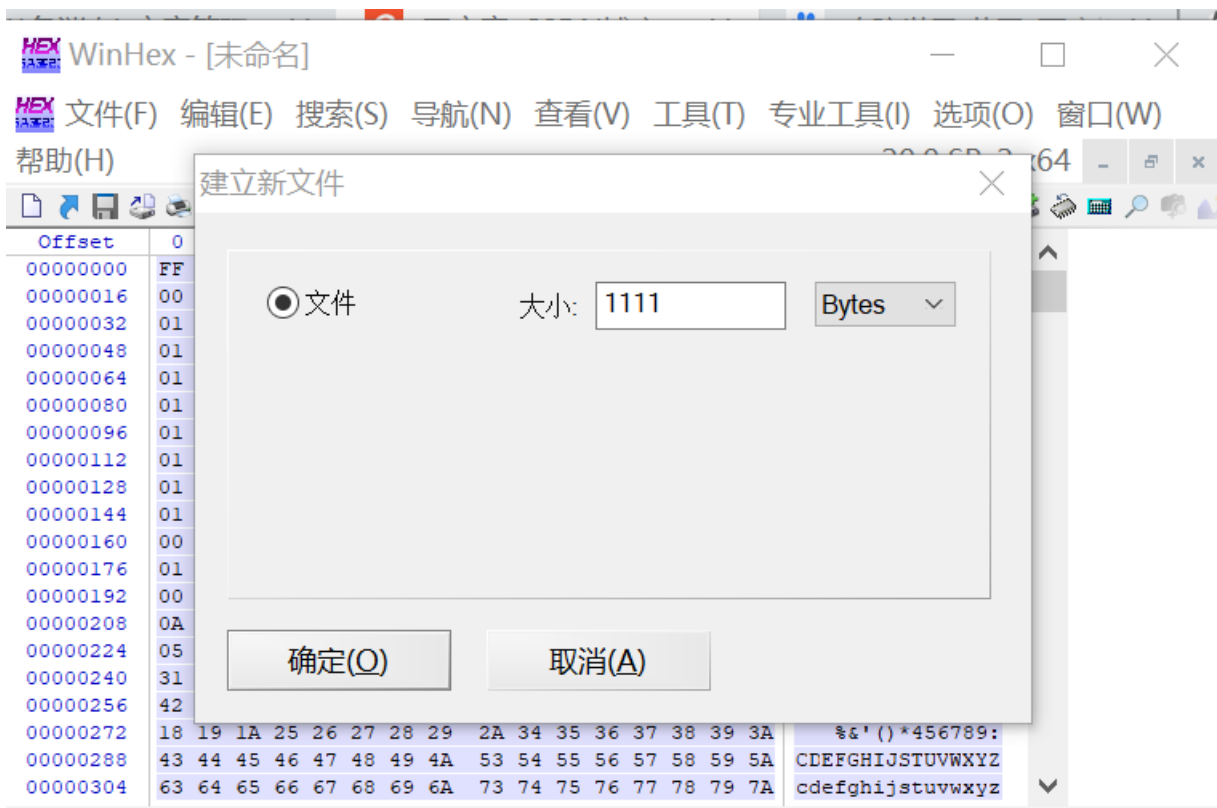 HEX WinHex - [未命名]
HEX 文件(F) 编辑(E) 搜索(S) 导航(N) 查看(V) 工具(T) 专业工具(I) 选项(O) 窗口(W)
帮助(H) x64
建立新文件
文件 大小: 1111 Bytes
确定(O) 取消(A)
Offset 0
00000000 FF
00000016 00
00000032 01
00000048 01
00000064 01
00000080 01
00000096 01
00000112 01
00000128 01
00000144 01
00000160 00
00000176 01
00000192 00
00000208 0A
00000224 05
00000240 31
00000256 42
00000272 18 19 1A 25 26 27 28 29 2A 34 35 36 37 38 39 3A %&'()*456789:
00000288 43 44 45 46 47 48 49 4A 53 54 55 56 57 58 59 5A CDEFGHIJSTUVWXYZ
00000304 63 64 65 66 67 68 69 6A 73 74 75 76 77 78 79 7A cdefghijstuvwxyz